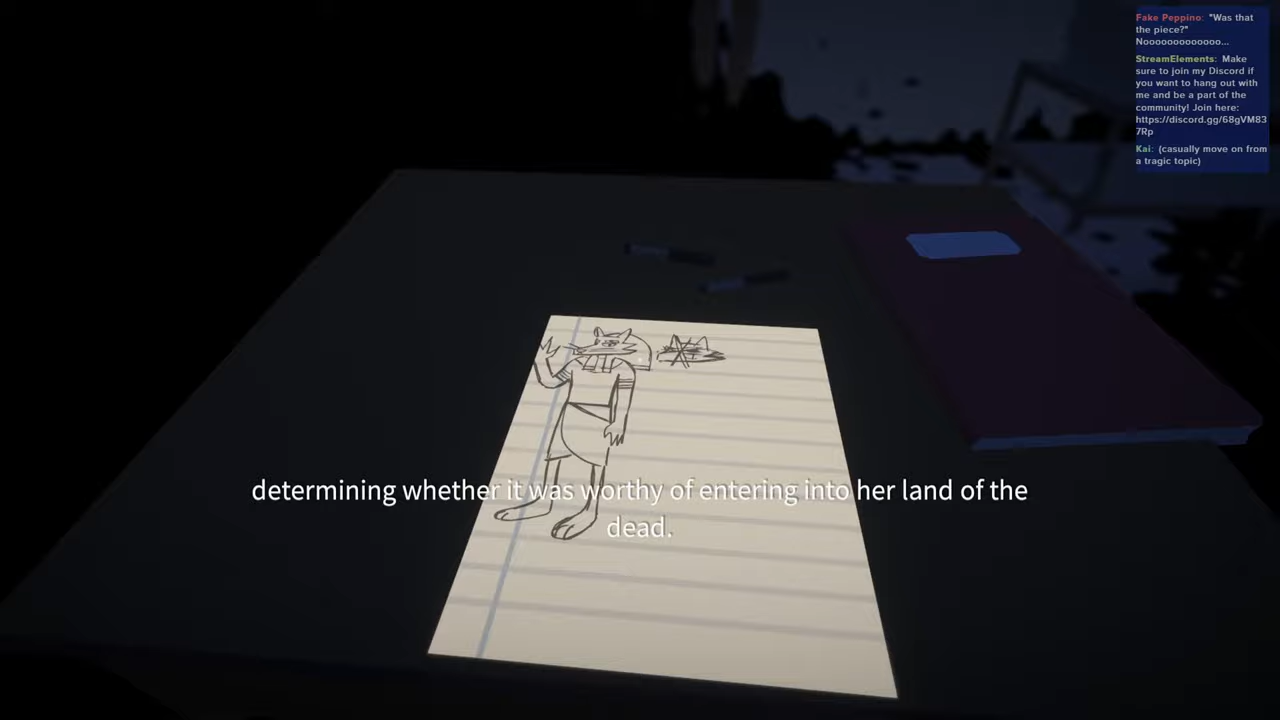 Fake Peppino: "Was that
the piece?"
Nooooooooooooo...
StreamElements: Make
sure to join my Discord if
you want to hang out with
me and be a part of the
community! Join here:
https://discord.gg/68gVM83
7Rp
Kai: (casually move on from
a tragic topic)
determining whether it was worthy of entering into her land of the
dead.